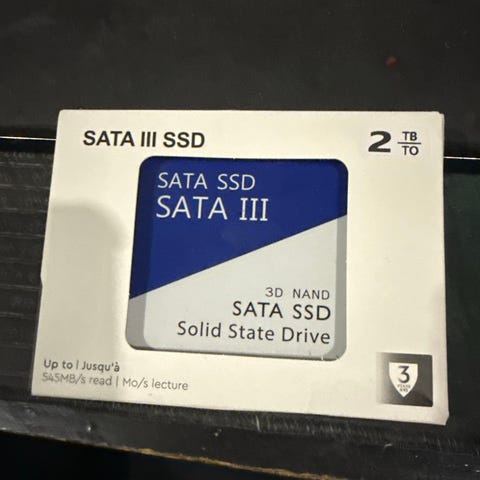 SATA III SSD
2 TB/TO
SATA SSD
SATA III
3D NAND
SATA SSD
Solid State Drive
Up to | Jusqu'à
545MB/s read | Mo/s lecture
3